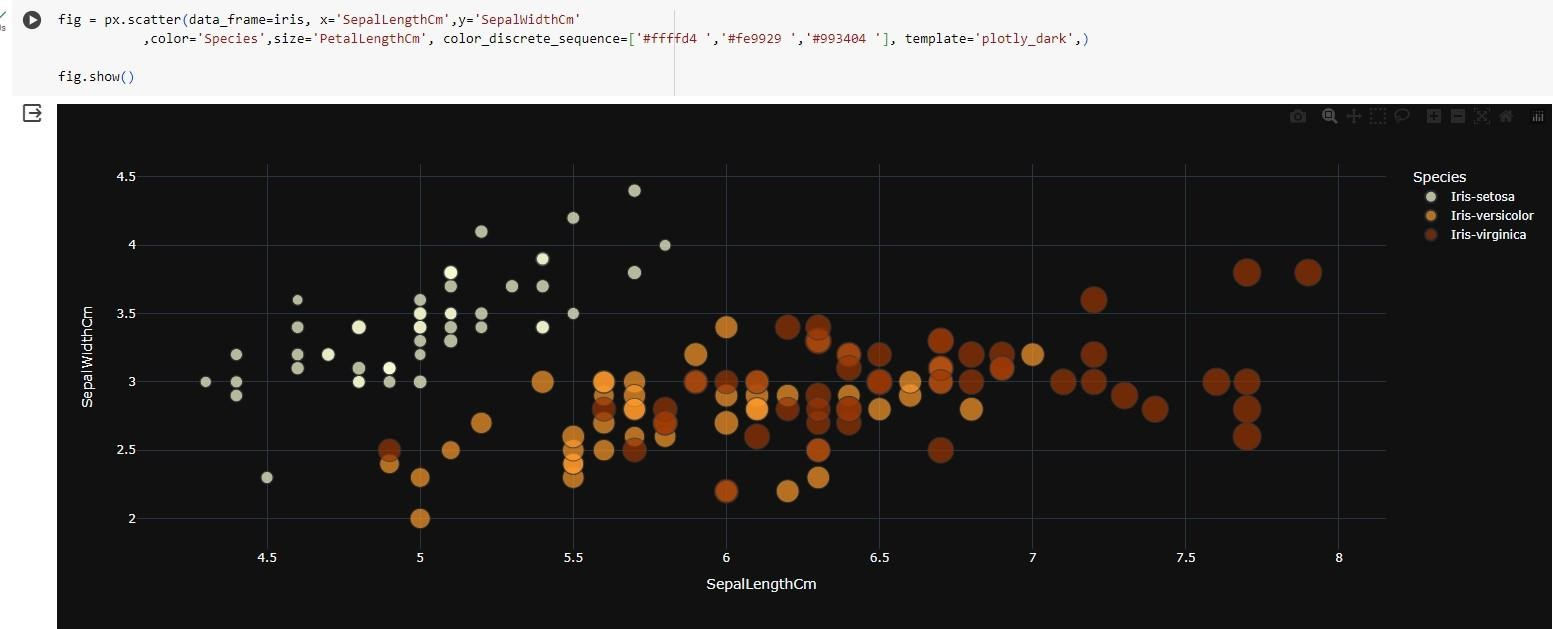 fig = px.scatter(data_frame=iris, x='SepalLengthCm',y='SepalWidthCm'
,color='Species',size='PetalLengthCm', color_discrete_sequence=['#ffffd4 ','#fe9929 ','#993404 '], template='plotly_dark',)
fig.show()
Species
Iris-setosa
Iris-versicolor
Iris-virginica
SepalWidthCm
4.5
4
3.5
3
2.5
2
4.5 5 5.5 6 6.5 7 7.5 8
SepalLengthCm